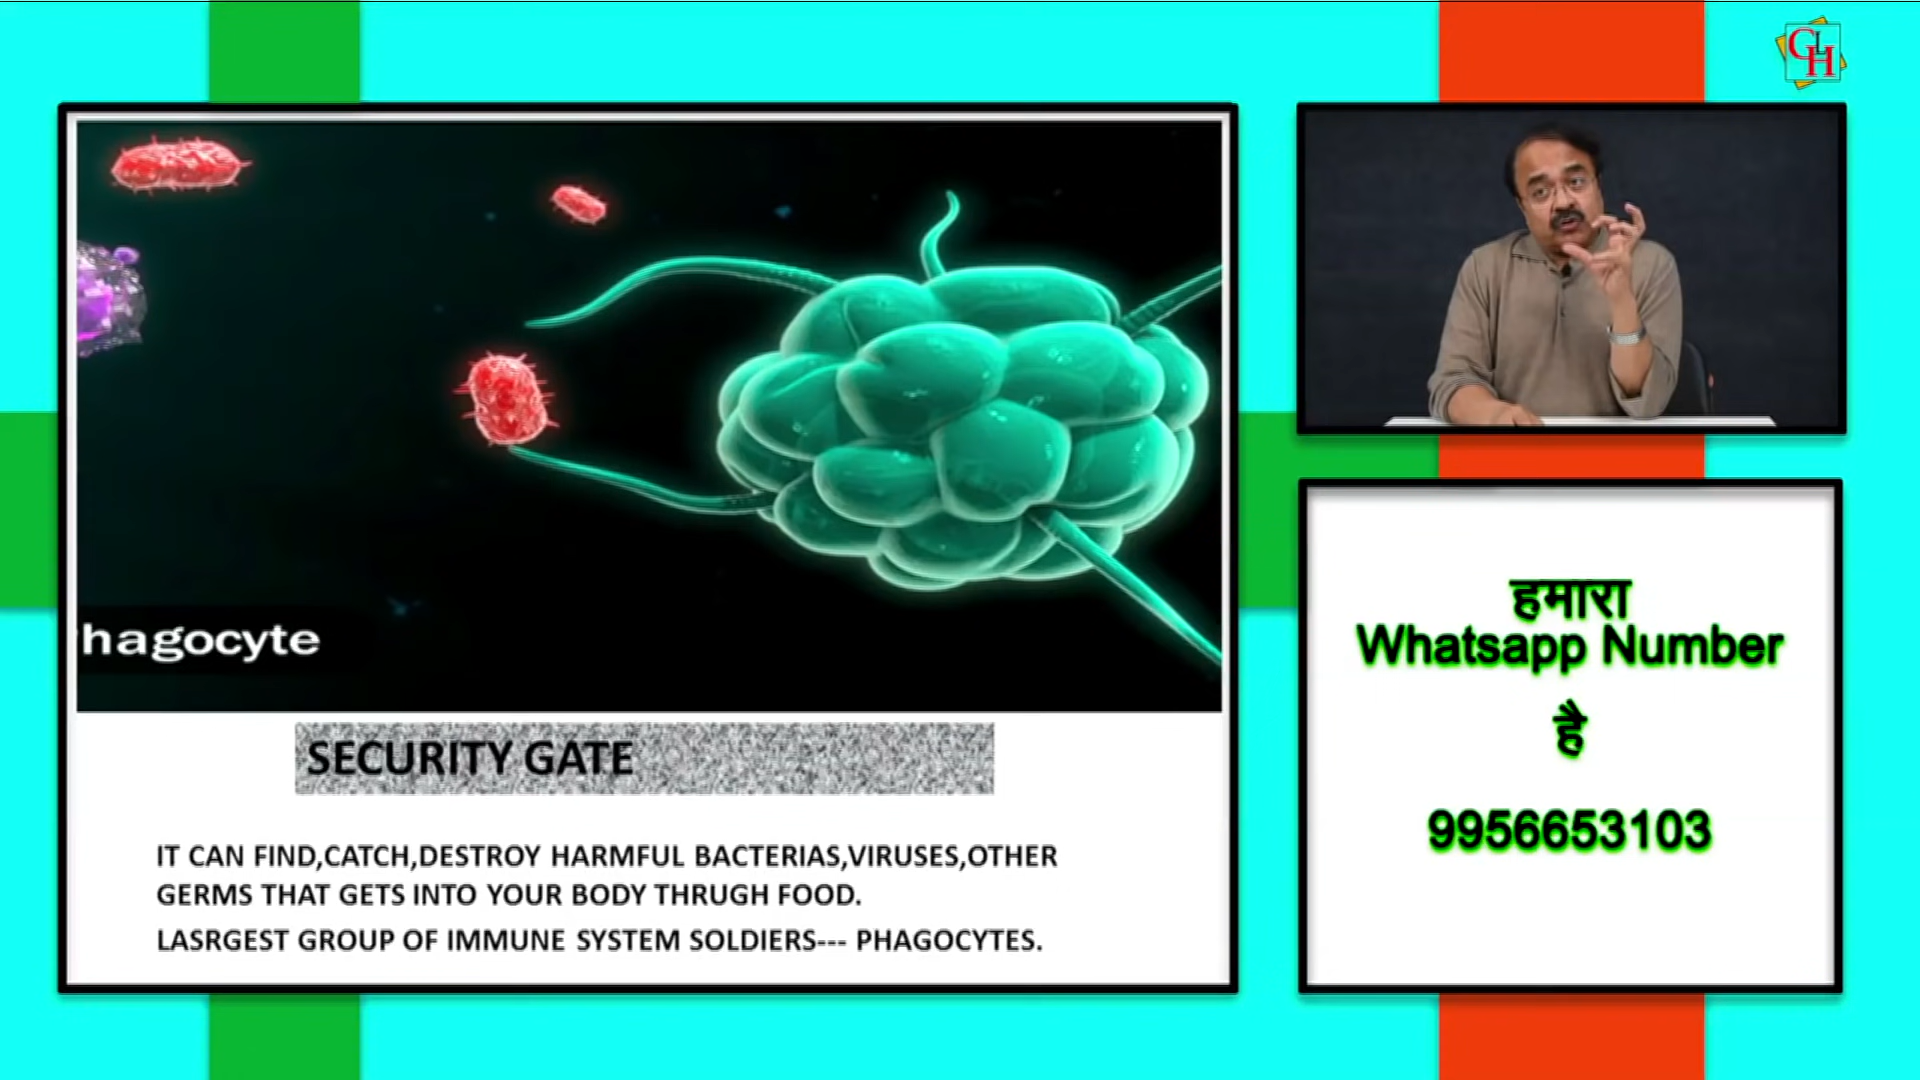 GLH
hagocyte
SECURITY GATE
IT CAN FIND,CATCH,DESTROY HARMFUL BACTERIAS,VIRUSES,OTHER
GERMS THAT GETS INTO YOUR BODY THRUGH FOOD.
LASRGEST GROUP OF IMMUNE SYSTEM SOLDIERS--- PHAGOCYTES.
हमारा
Whatsapp Number
है
9956653103